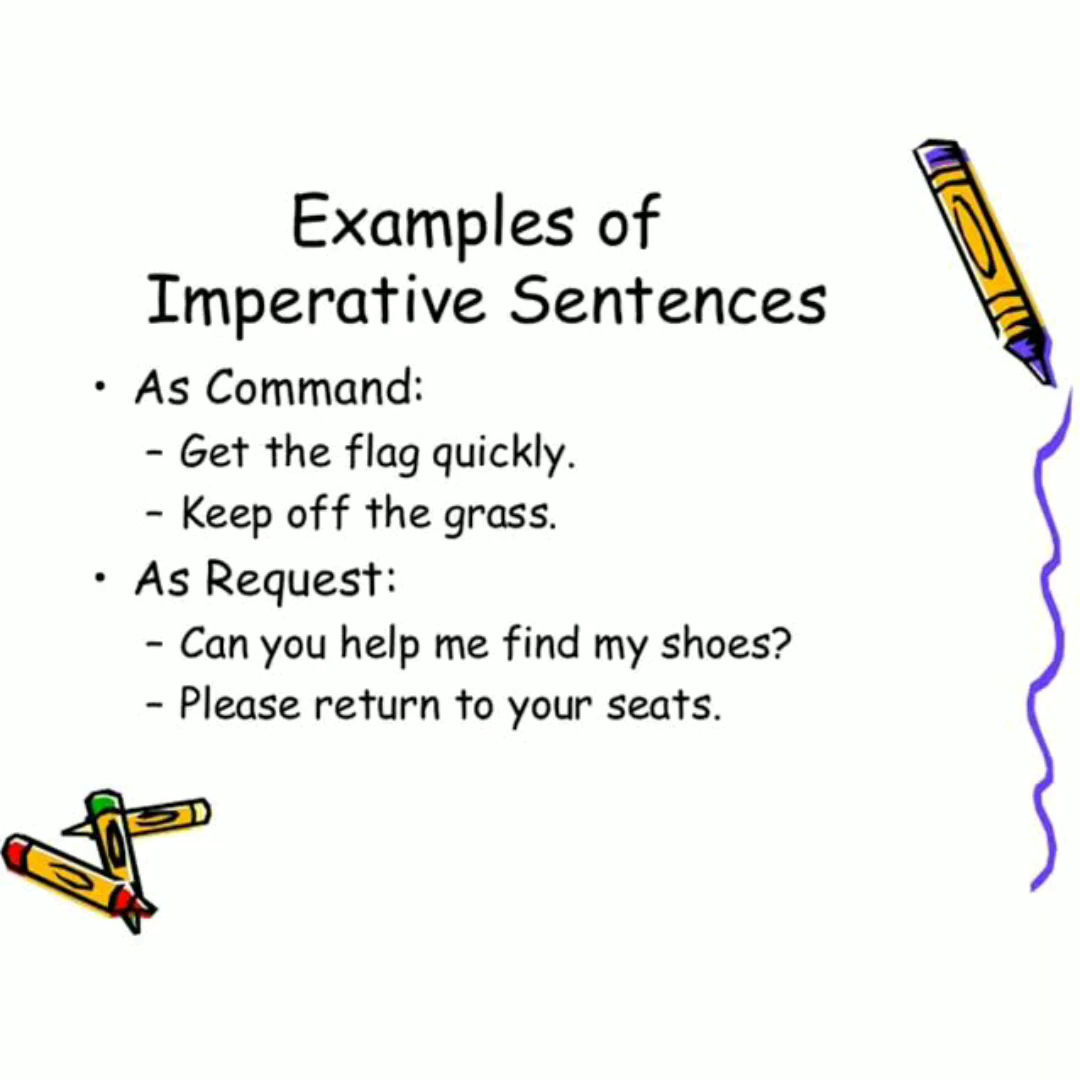 Examples of
Imperative Sentences
• As Command:
– Get the flag quickly.
– Keep off the grass.
• As Request:
– Can you help me find my shoes?
– Please return to your seats.